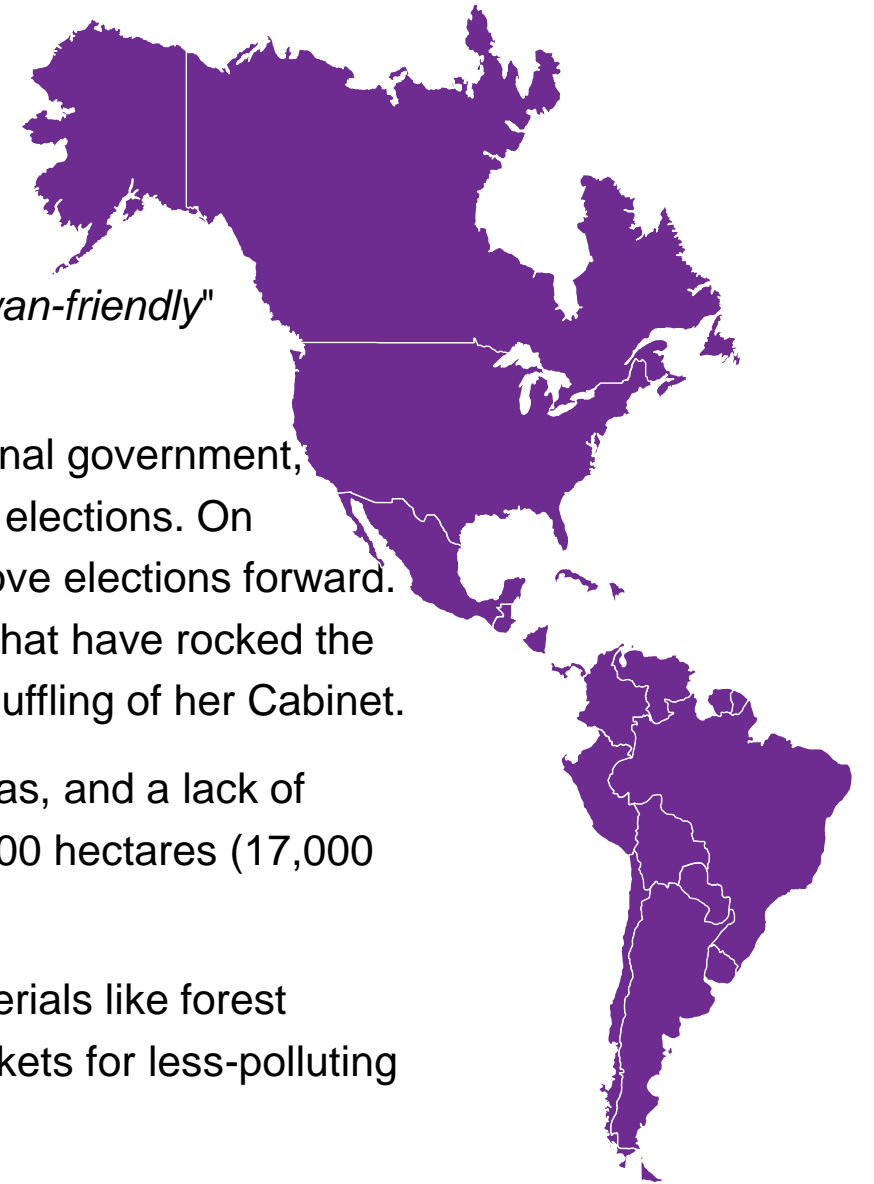 van-friendly"
nal government,
elections. On
ove elections forward.
hat have rocked the
uffling of her Cabinet.
as, and a lack of
00 hectares (17,000
erials like forest
kets for less-polluting